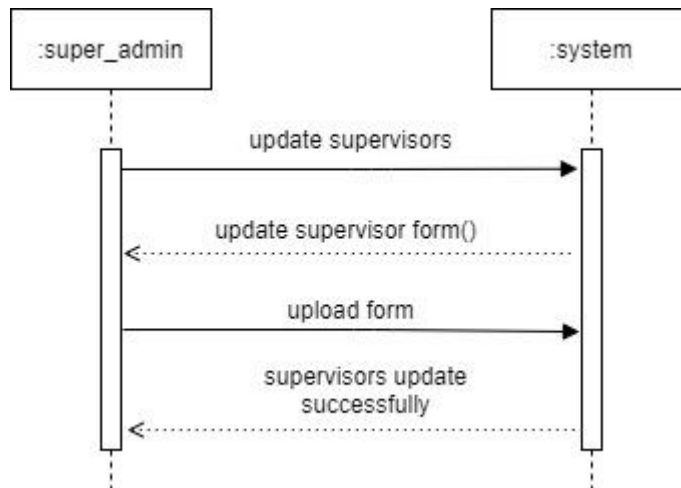 :super_admin
:system
update supervisors
update supervisor form()
upload form
supervisors update
successfully